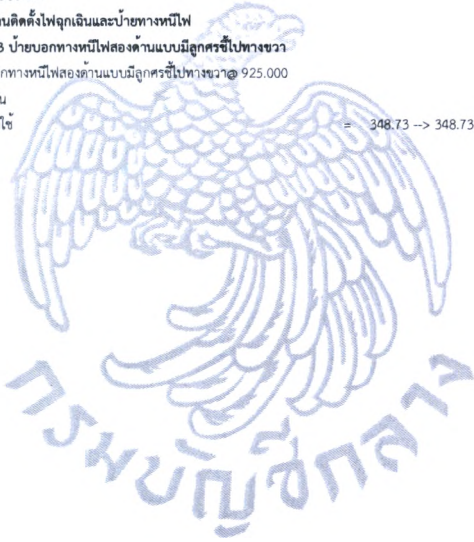 านติดตั้งไฟฉุกเฉินและป้ายทางหนีไฟ
3 ป้ายบอกทางหนีไฟสองด้านแบบมีลูกศรชี้ไปทางขวา
กทางหนีไฟสองด้านแบบมีลูกศรชี้ไปทางขวา@ 925.000
น
ใช้ = 348.73 --> 348.73
กรมบัญชีกลาง